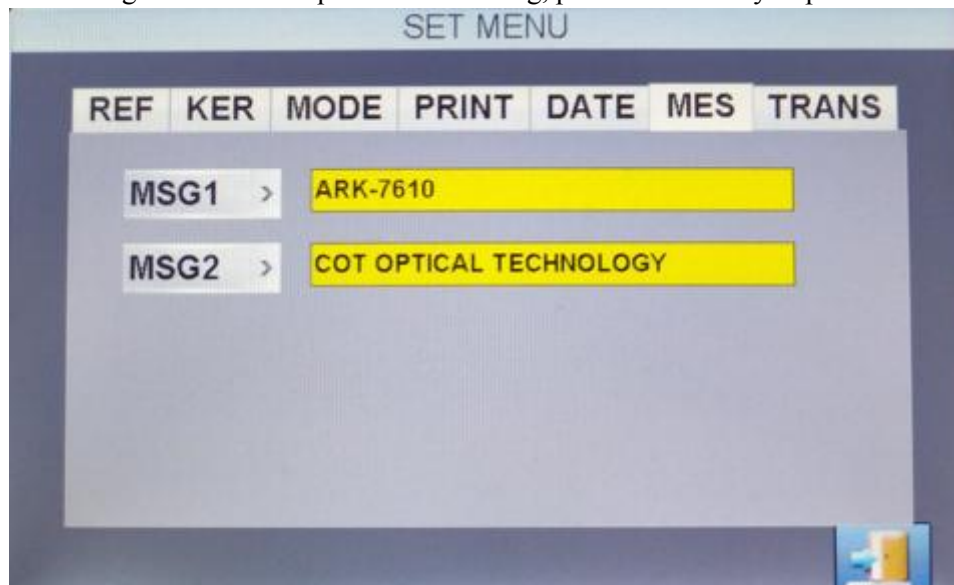 SET MENU
REF KER MODE PRINT DATE MES TRANS
MSG1 > ARK-7610
MSG2 > COT OPTICAL TECHNOLOGY